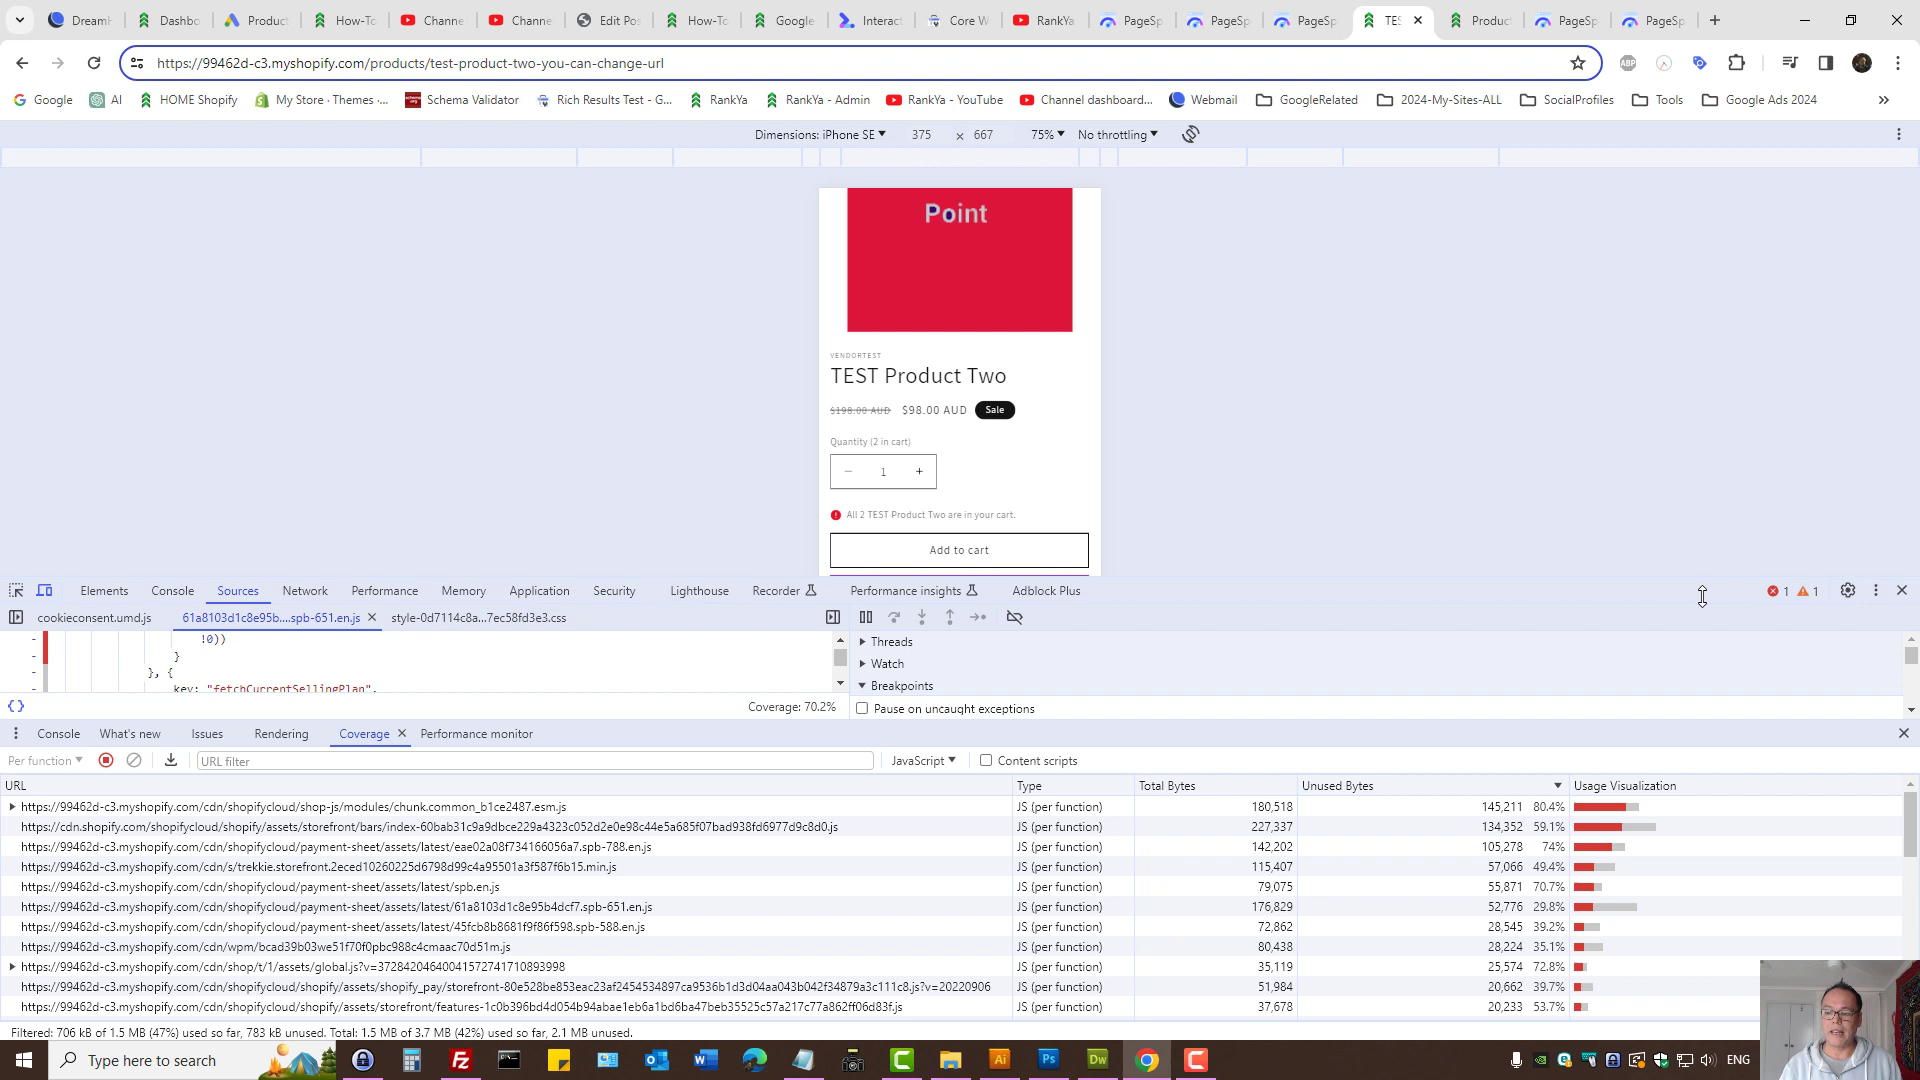 DreamH
Dashbo
Product
How-To
Channe
Channe
Edit Pos
How-To
Google
Interact
Core W
RankYa
PageSp
PageSp
PageSp
TES
Product
PageSp
PageSp
https://99462d-c3.myshopify.com/products/test-product-two-you-can-change-url
Google
AI
HOME Shopify
My Store · Themes ·...
Schema Validator
Rich Results Test - G...
RankYa
RankYa - Admin
RankYa - YouTube
Channel dashboard...
Webmail
GoogleRelated
2024-My-Sites-ALL
SocialProfiles
Tools
Google Ads 2024
Dimensions: iPhone SE 375 × 667 75% No throttling
Point
VENDORTEST
TEST Product Two
$198.00 AUD $98.00 AUD Sale
Quantity (2 in cart)
− 1 +
All 2 TEST Product Two are in your cart.
Add to cart
Elements Console Sources Network Performance Memory Application Security Lighthouse Recorder Performance insights Adblock Plus 1 1
cookieconsent.umd.js 61a8103d1c8e95b....spb-651.en.js style-0d7114c8a...7ec58fd3e3.css
!0))
}
}, {
key: "fetchCurrentSellingPlan",
{} Coverage: 70.2%
Threads
Watch
Breakpoints
Pause on uncaught exceptions
Console What's new Issues Rendering Coverage Performance monitor
Per function URL filter JavaScript Content scripts
URL Type Total Bytes Unused Bytes Usage Visualization
https://99462d-c3.myshopify.com/cdn/shopifycloud/shop-js/modules/chunk.common_b1ce2487.esm.js JS (per function) 180,518 145,211 80.4%
https://cdn.shopify.com/shopifycloud/shopify/assets/storefront/bars/index-60bab31c9a9dbce229a4323c052d2e0e98c44e5a685f07bad938fd6977d9c8d0.js JS (per function) 227,337 134,352 59.1%
https://99462d-c3.myshopify.com/cdn/shopifycloud/payment-sheet/assets/latest/eae02a08f734166056a7.spb-788.en.js JS (per function) 142,202 105,278 74%
https://99462d-c3.myshopify.com/cdn/s/trekkie.storefront.2eced10260225d6798d99c4a95501a3f587f6b15.min.js JS (per function) 115,407 57,066 49.4%
https://99462d-c3.myshopify.com/cdn/shopifycloud/payment-sheet/assets/latest/spb.en.js JS (per function) 79,075 55,871 70.7%
https://99462d-c3.myshopify.com/cdn/shopifycloud/payment-sheet/assets/latest/61a8103d1c8e95b4dcf7.spb-651.en.js JS (per function) 176,829 52,776 29.8%
https://99462d-c3.myshopify.com/cdn/shopifycloud/payment-sheet/assets/latest/45fcb8b8681f9f86f598.spb-588.en.js JS (per function) 72,862 28,545 39.2%
https://99462d-c3.myshopify.com/cdn/wpm/bcad39b03we51f70f0pbc988c4cmaac70d51m.js JS (per function) 80,438 28,224 35.1%
https://99462d-c3.myshopify.com/cdn/shop/t/1/assets/global.js?v=37284204640041572741710893998 JS (per function) 35,119 25,574 72.8%
https://99462d-c3.myshopify.com/cdn/shopifycloud/shopify/assets/shopify_pay/storefront-80e528be853eac23af2454534897ca9536b1d3d04aa043b042f34879a3c111c8.js?v=20220906 JS (per function) 51,984 20,662 39.7%
https://99462d-c3.myshopify.com/cdn/shopifycloud/shopify/assets/storefront/features-1c0b396bd4d054b94abae1eb6a1bd6ba47beb35525c57a217c77a862ff06d83f.js JS (per function) 37,678 20,233 53.7%
Filtered: 706 kB of 1.5 MB (47%) used so far, 783 kB unused. Total: 1.5 MB of 3.7 MB (42%) used so far, 2.1 MB unused.
Type here to search
ENG